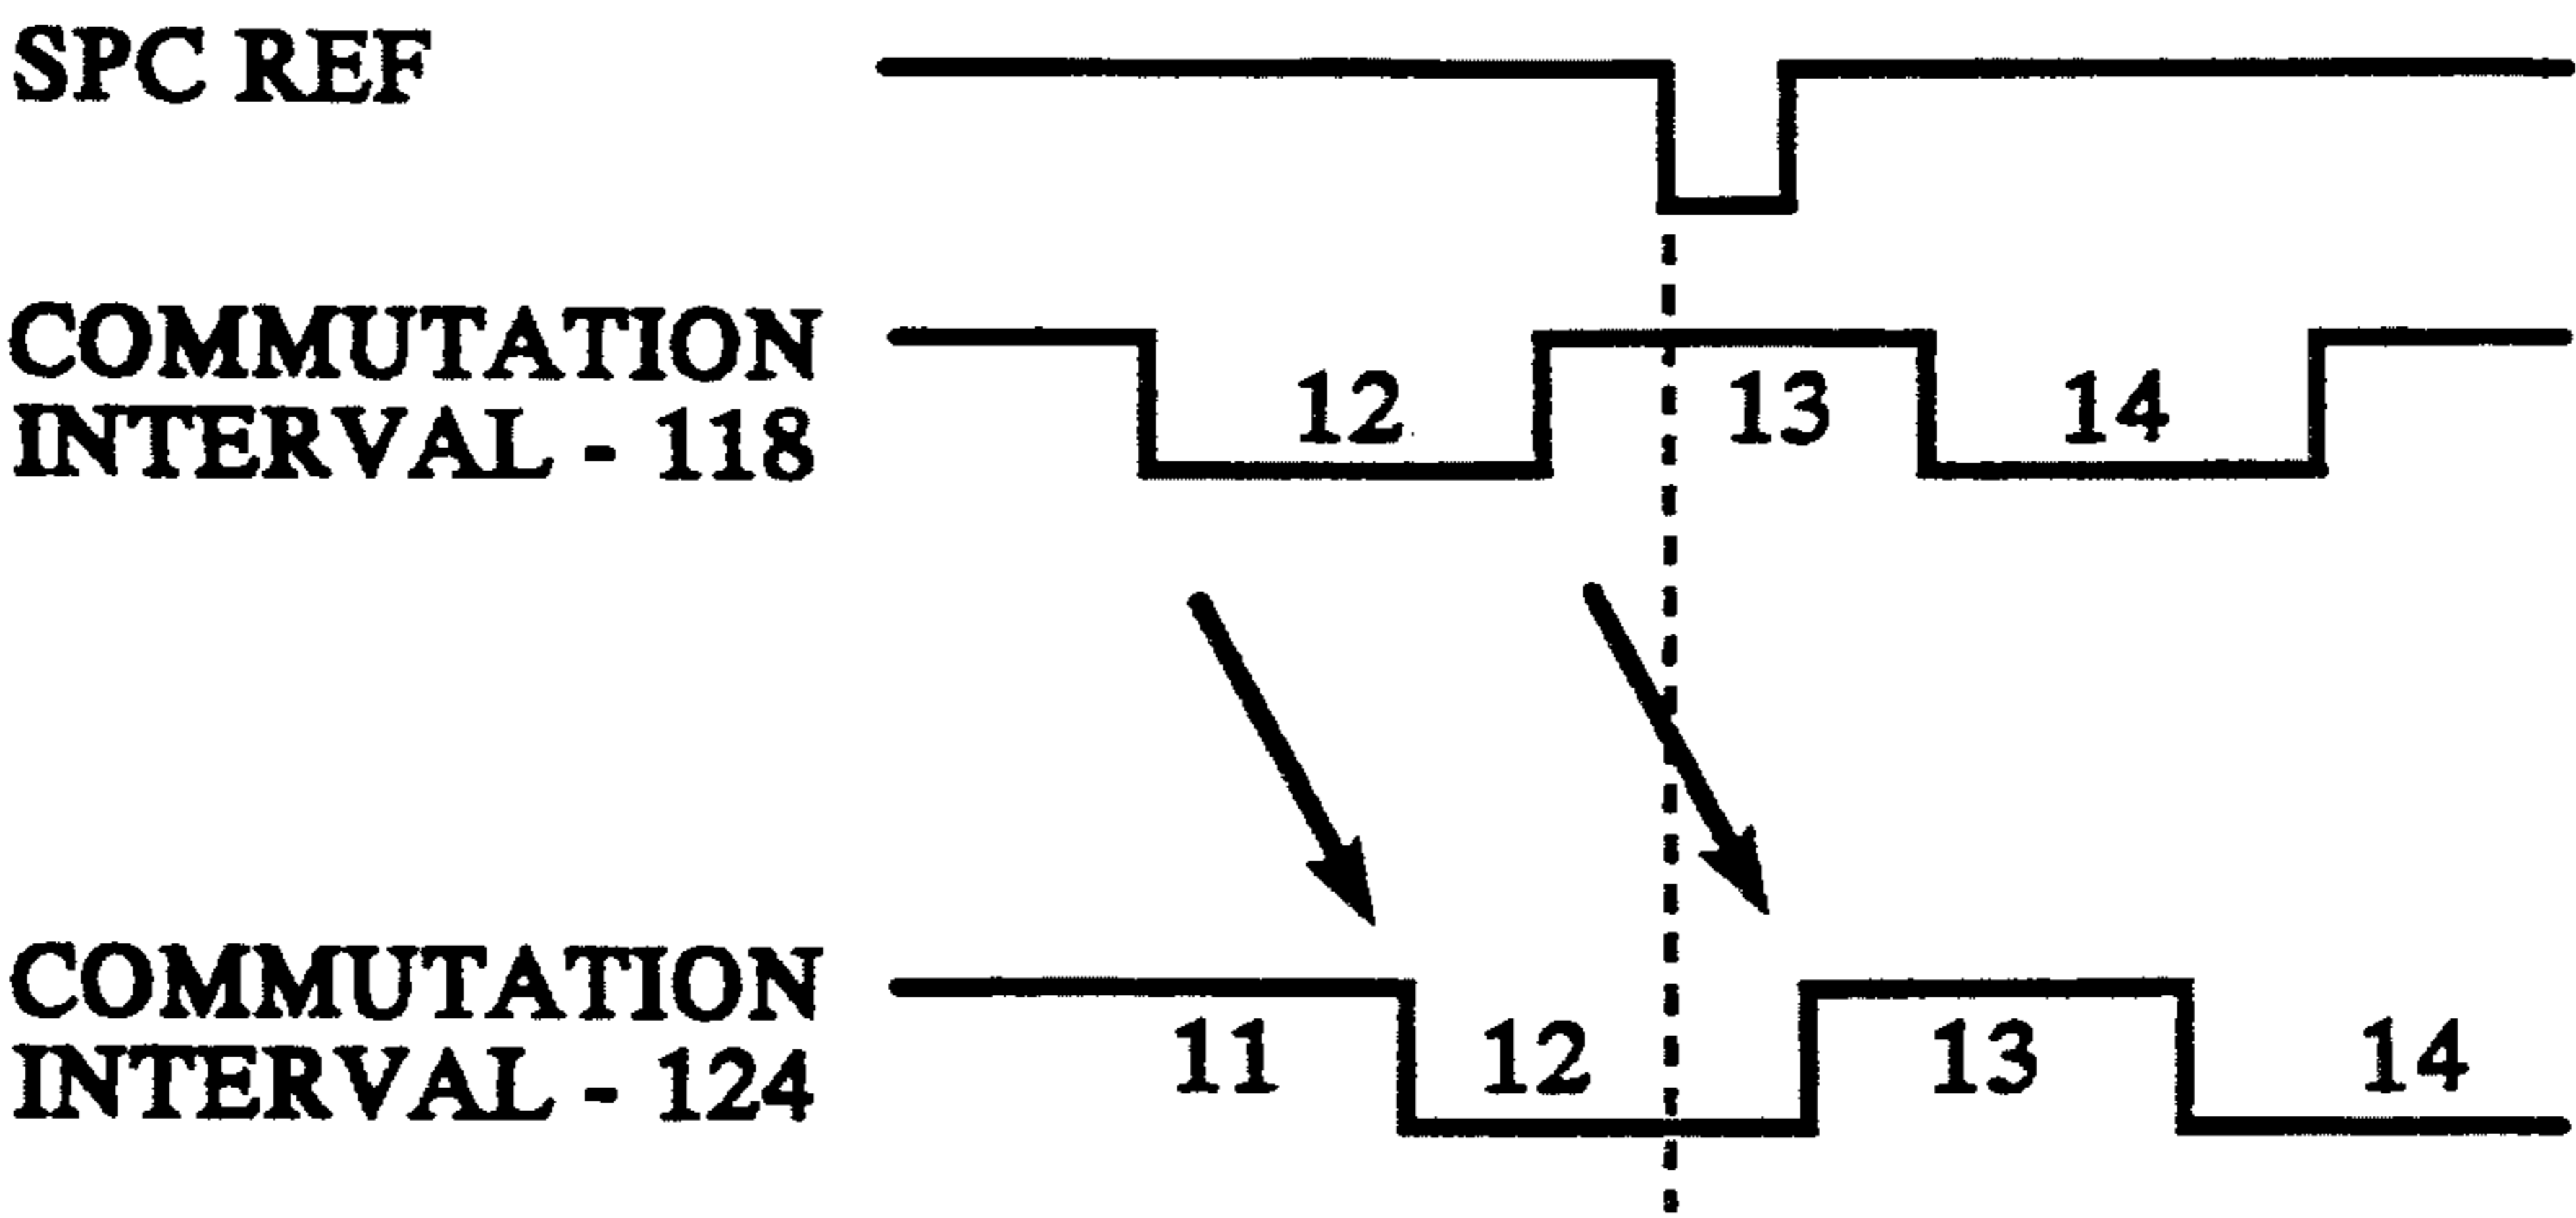 SPC REF
COMMUTATION
INTERVAL - 118
12 13 14
COMMUTATION
INTERVAL - 124
11 12 13 14